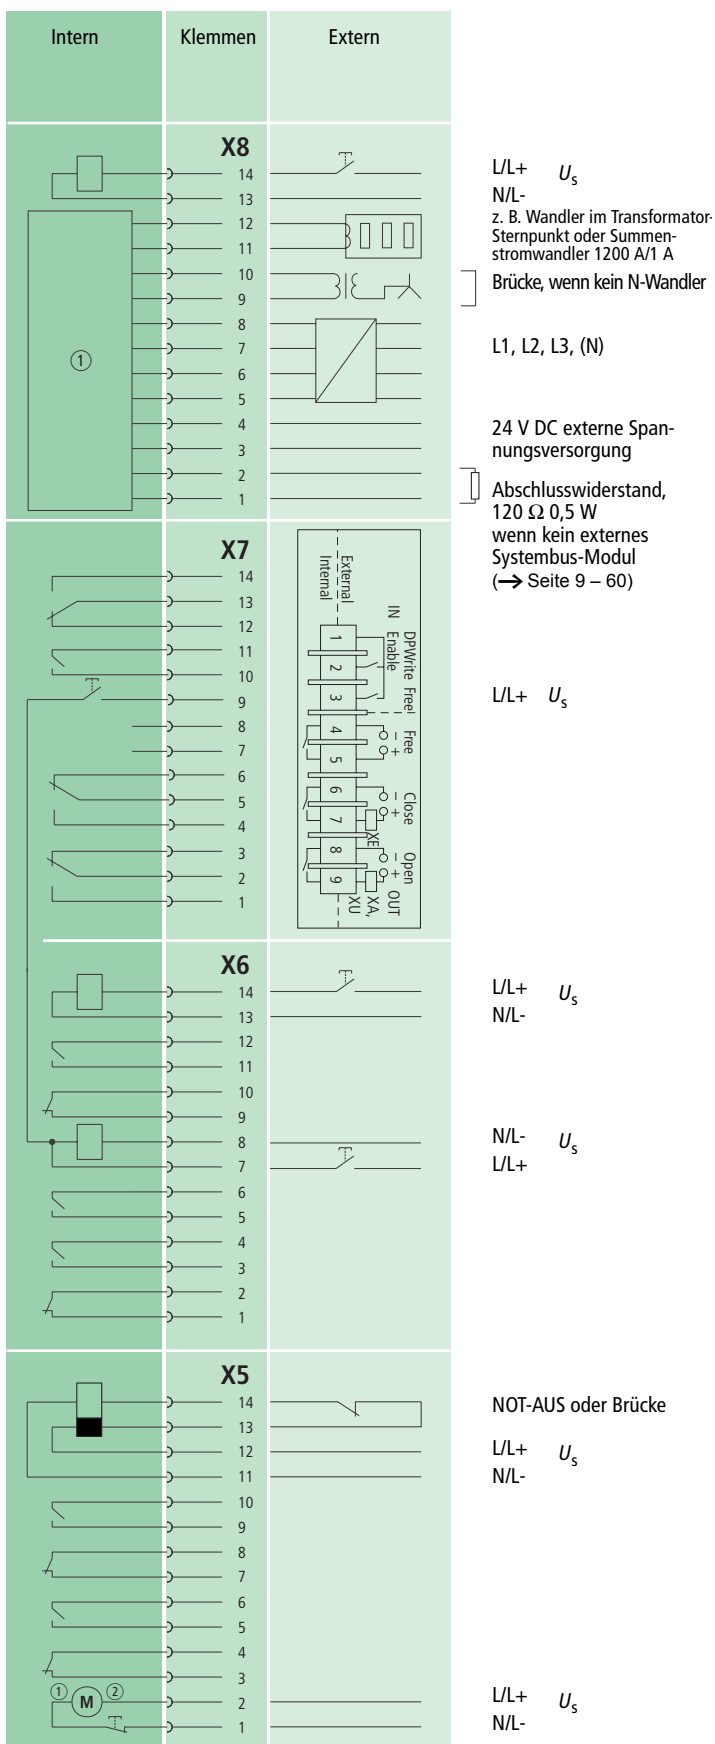 Intern Klemmen Extern
X8
14 L/L+ Us
13 N/L-
12 z. B. Wandler im Transformator-
11 Sternpunkt oder Summen-
stromwandler 1200 A/1 A
10 Brücke, wenn kein N-Wandler
9
8
7 L1, L2, L3, (N)
6
5
4 24 V DC externe Span-
3 nungsversorgung
2
1 Abschlusswiderstand,
120 Ω 0,5 W
wenn kein externes
Systembus-Modul
(→ Seite 9 – 60)
①
X7
14
13
12
11
10
9 L/L+ Us
8
7
6
5
4
3
2
1
External
Internal
IN
DPWrite
Enable
Free!
Free
- +
Close
- +
XE
Open
- +
OUT
XA,
XU
1
2
3
4
5
6
7
8
9
X6
14 L/L+ Us
13 N/L-
12
11
10
9
8 N/L- Us
7 L/L+
6
5
4
3
2
1
X5
14 NOT-AUS oder Brücke
13
12 L/L+ Us
11 N/L-
10
9
8
7
6
5
4
3
① M ② 2 L/L+ Us
1 N/L-